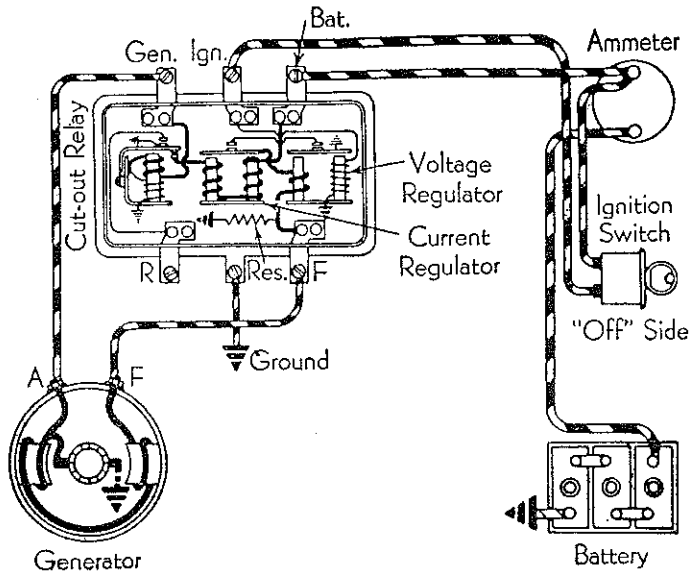 Bat.
Gen.
Ign.
Ammeter
Cut-out Relay
Voltage
Regulator
Ignition
Switch
Current
Regulator
R
Res.
F
"Off" Side
Ground
A
F
Generator
Battery